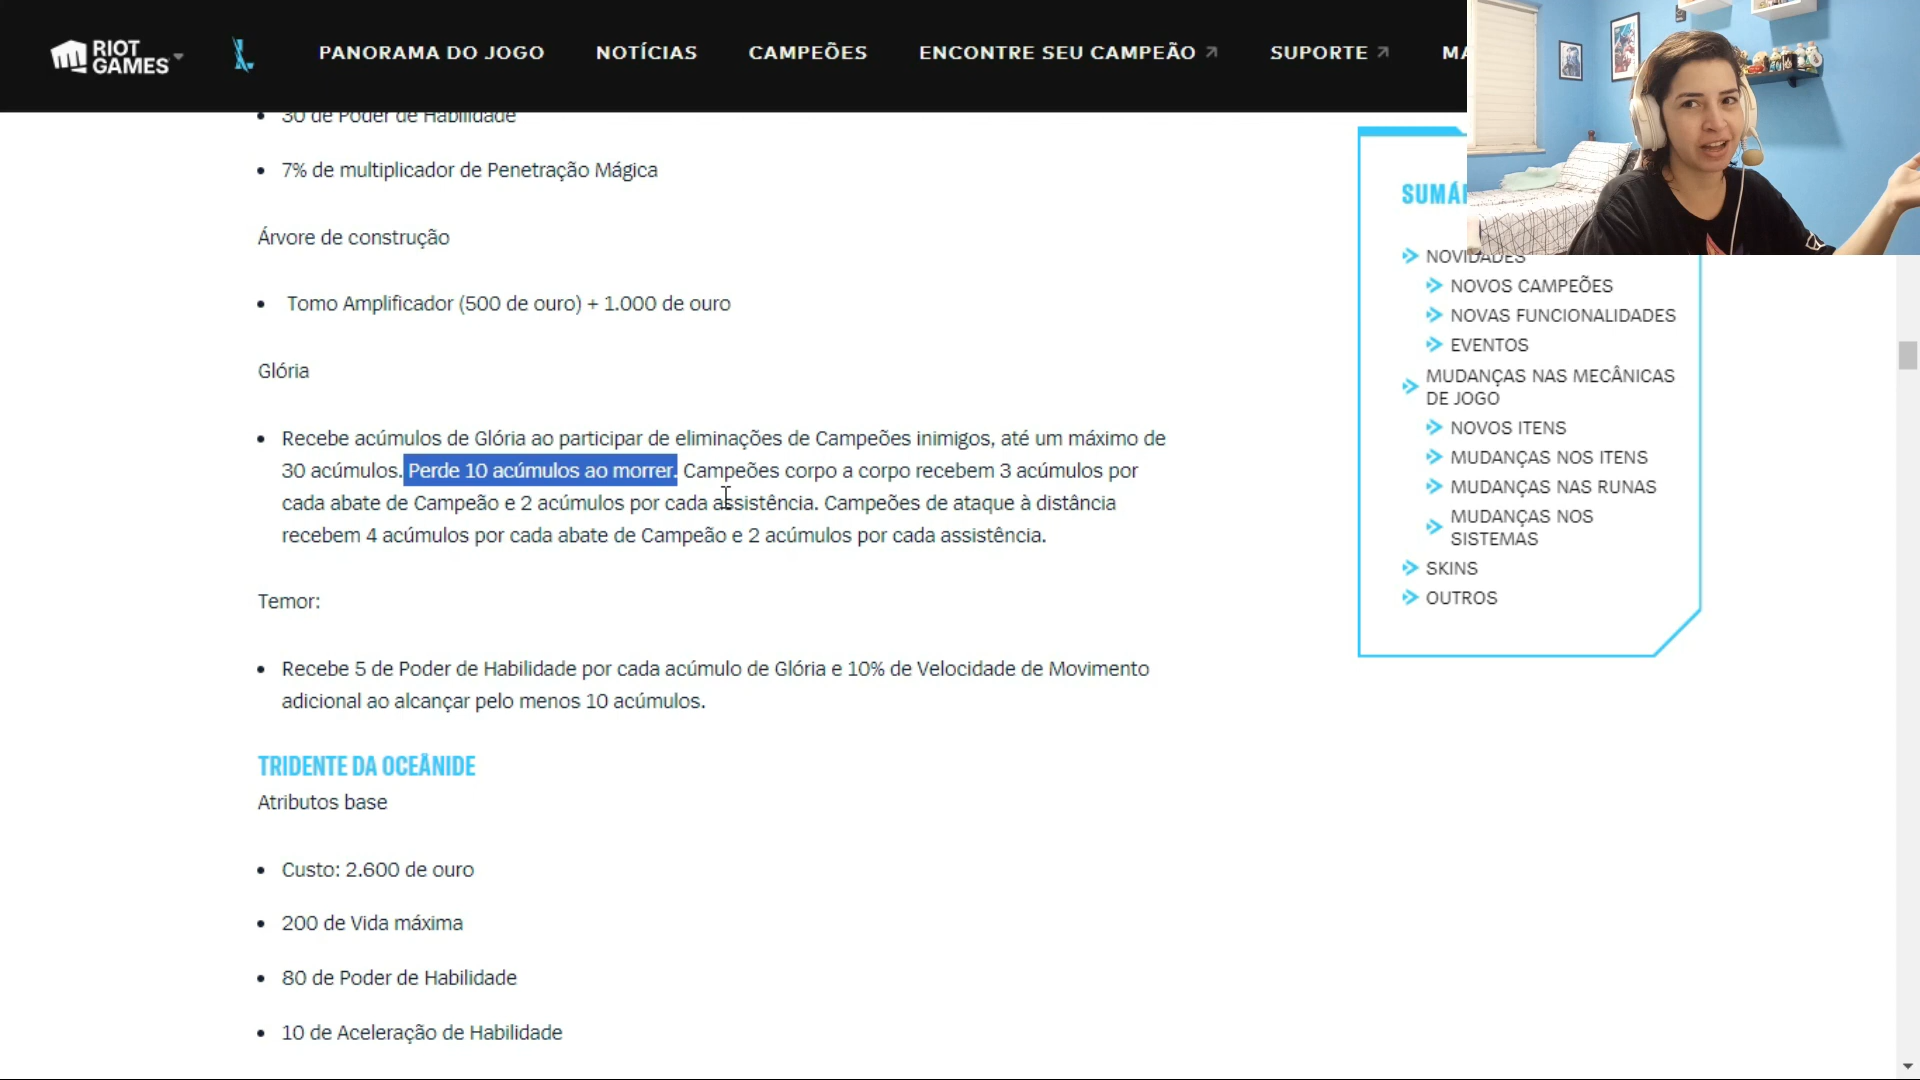 RIOT GAMES
PANORAMA DO JOGO NOTÍCIAS CAMPEÕES ENCONTRE SEU CAMPEÃO SUPORTE
30 de Poder de Habilidade
7% de multiplicador de Penetração Mágica
Árvore de construção
Tomo Amplificador (500 de ouro) + 1.000 de ouro
Glória
Recebe acúmulos de Glória ao participar de eliminações de Campeões inimigos, até um máximo de
30 acúmulos. Perde 10 acúmulos ao morrer. Campeões corpo a corpo recebem 3 acúmulos por
cada abate de Campeão e 2 acúmulos por cada assistência. Campeões de ataque à distância
recebem 4 acúmulos por cada abate de Campeão e 2 acúmulos por cada assistência.
Temor:
Recebe 5 de Poder de Habilidade por cada acúmulo de Glória e 10% de Velocidade de Movimento
adicional ao alcançar pelo menos 10 acúmulos.
TRIDENTE DA OCEÂNIDE
Atributos base
Custo: 2.600 de ouro
200 de Vida máxima
80 de Poder de Habilidade
10 de Aceleração de Habilidade
NOVIDADES
NOVOS CAMPEÕES
NOVAS FUNCIONALIDADES
EVENTOS
MUDANÇAS NAS MECÂNICAS
DE JOGO
NOVOS ITENS
MUDANÇAS NOS ITENS
MUDANÇAS NAS RUNAS
MUDANÇAS NOS
SISTEMAS
SKINS
OUTROS